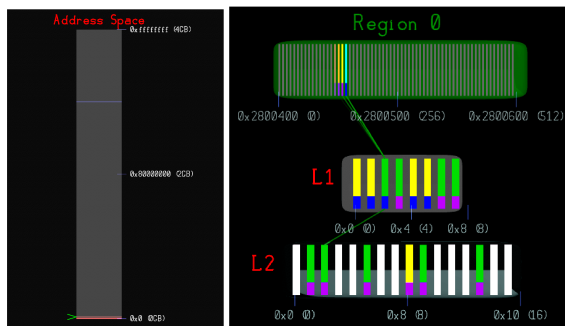 Address Space
0xffffffff (4GB)
0x80000000 (2GB)
0x0 (0GB)
Region 0
0x2800400 (0) 0x2800500 (256) 0x2800600 (512)
L1
0x0 (0) 0x4 (4) 0x8 (8)
L2
0x0 (0) 0x8 (8) 0x10 (16)